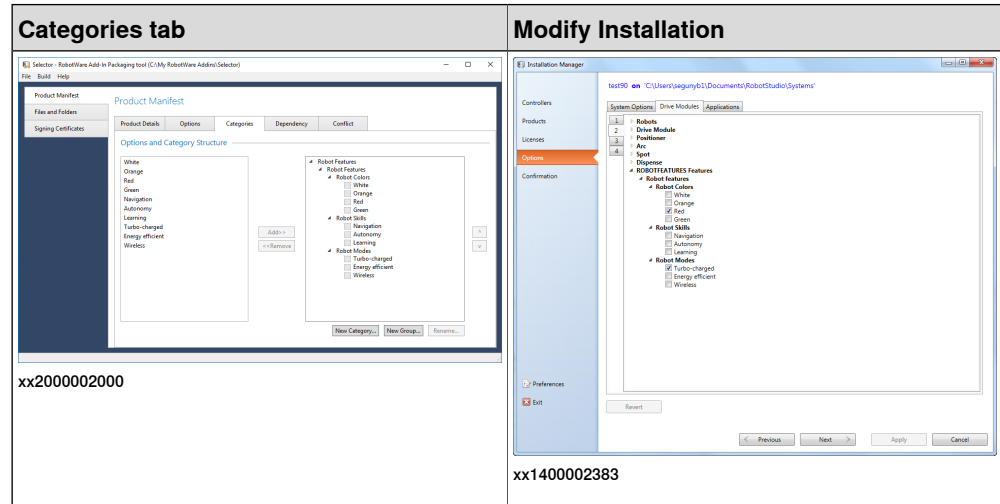 Categories tab
Selector - RobotWare Add-In Packaging tool (C:\My RobotWare Addins\Selector)
File Build Help
Product Manifest
Files and Folders
Signing Certificates
Product Manifest
Product Details Options Categories Dependency Conflict
Options and Category Structure
White
Orange
Red
Green
Navigation
Autonomy
Learning
Turbo-charged
Energy efficient
Wireless
Add>>
<<Remove
Robot Features
Robot Features
Robot Colors
White
Orange
Red
Green
Robot Skills
Navigation
Autonomy
Learning
Robot Modes
Turbo-charged
Energy efficient
Wireless
^
v
New Category... New Group... Rename...
xx2000002000
Modify Installation
Installation Manager
test90 on 'C:\Users\segunyb1\Documents\RobotStudio\Systems'
Controllers
Products
Licenses
Options
Confirmation
Preferences
Exit
System Options Drive Modules Applications
1
2
3
4
Robots
Drive Module
Positioner
Arc
Spot
Dispense
ROBOTFEATURES Features
Robot features
Robot Colors
White
Orange
Red
Green
Robot Skills
Navigation
Autonomy
Learning
Robot Modes
Turbo-charged
Energy efficient
Wireless
Revert
< Previous Next > Apply Cancel
xx1400002383